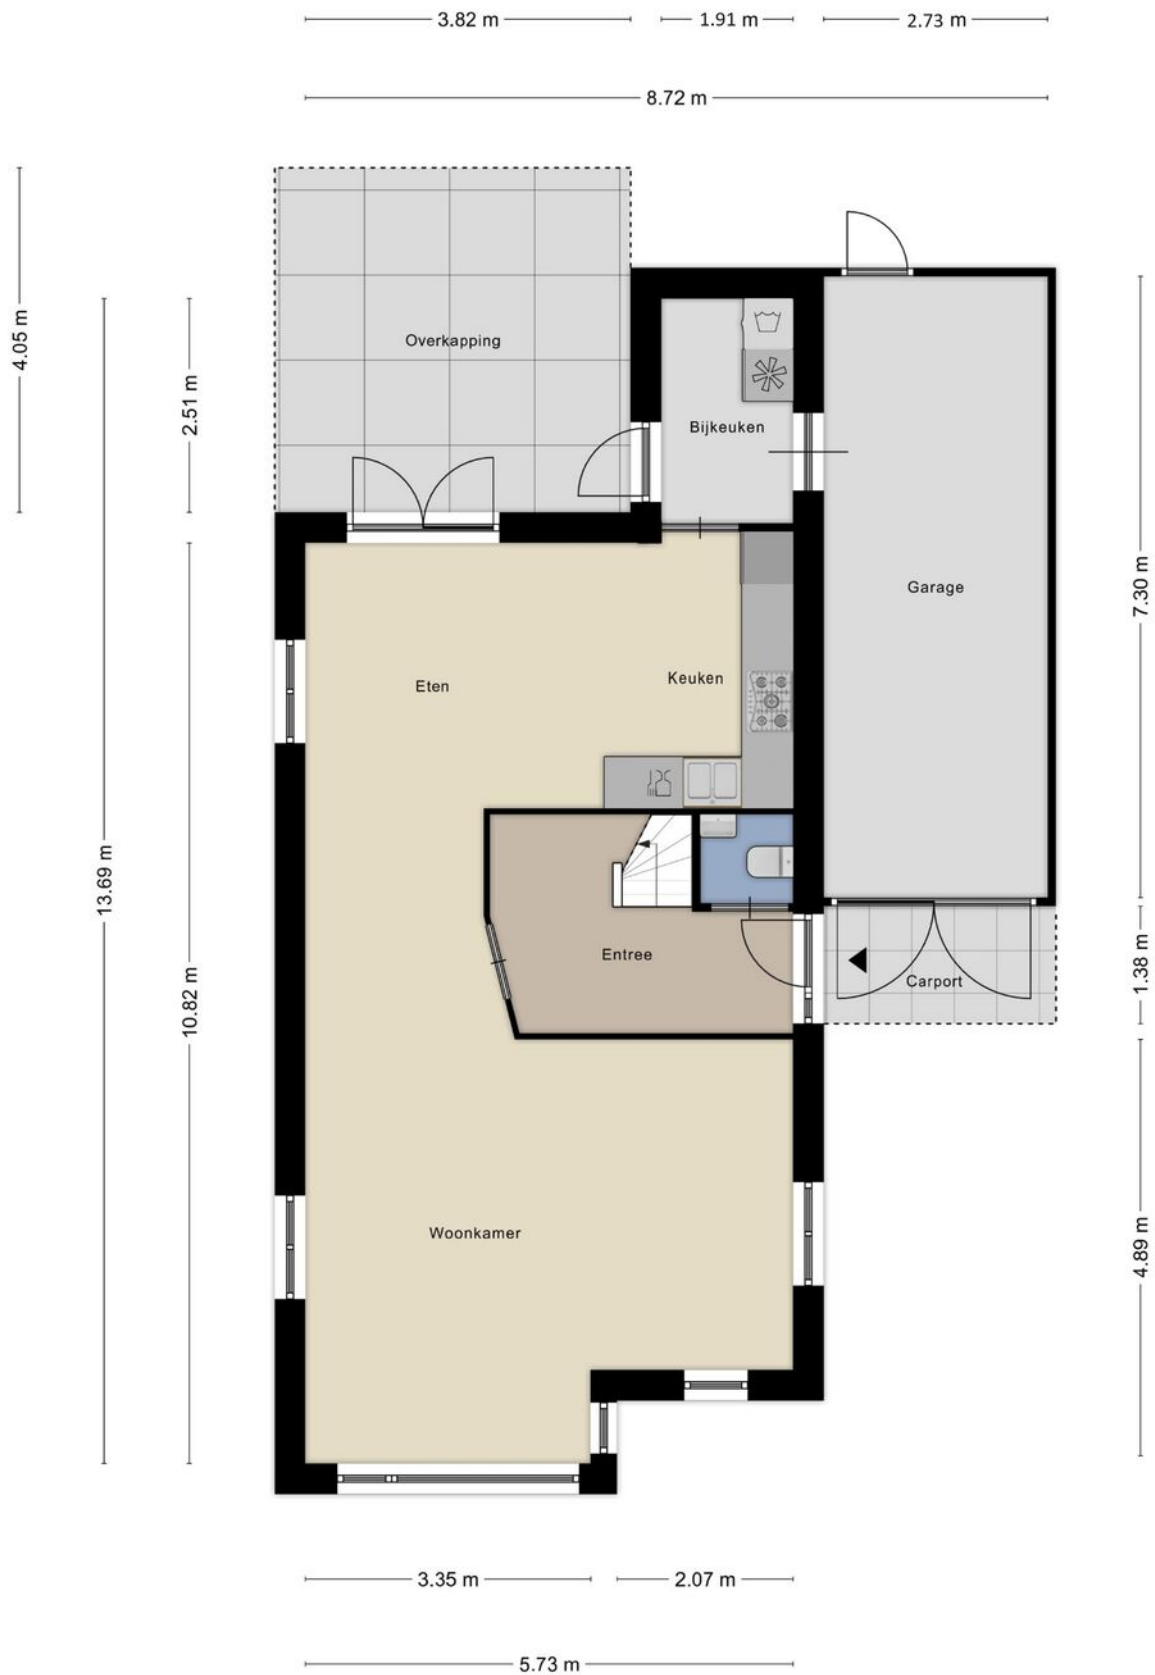 3.82 m
1.91 m
2.73 m
8.72 m
4.05 m
2.51 m
Overkapping
Bijkeuken
7.30 m
Garage
Keuken
Eten
13.69 m
10.82 m
Entree
1.38 m
Carport
Woonkamer
4.89 m
3.35 m
2.07 m
5.73 m